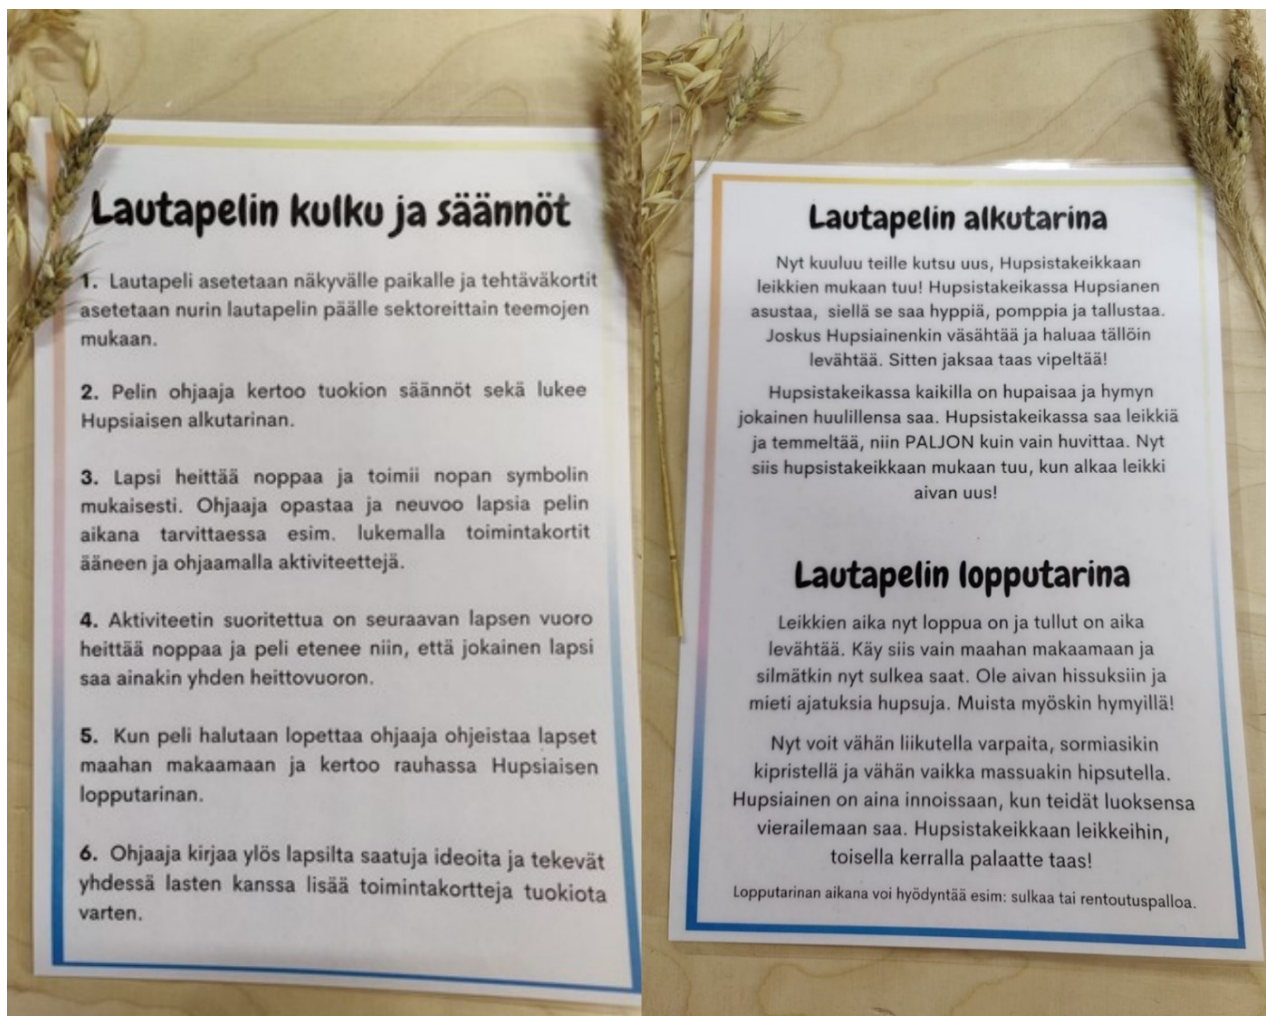 Lautapelin kulku ja säännöt
1. Lautapeli asetetaan näkyvälle paikalle ja tehtäväkortit
asetetaan nurin lautapelin päälle sektoreittain teemojen
mukaan.
2. Pelin ohjaaja kertoo tuokion säännöt sekä lukee
Hupsiaisen alkutarinan.
3. Lapsi heittää noppaa ja toimii nopan symbolin
mukaisesti. Ohjaaja opastaa ja neuvoo lapsia pelin
aikana tarvittaessa esim. lukemalla toimintakortit
ääneen ja ohjaamalla aktiviteettejä.
4. Aktiviteetin suoritettua on seuraavan lapsen vuoro
heittää noppaa ja peli etenee niin, että jokainen lapsi
saa ainakin yhden heittovuoron.
5. Kun peli halutaan lopettaa ohjaaja ohjeistaa lapset
maahan makaamaan ja kertoo rauhassa Hupsiaisen
lopputarinan.
6. Ohjaaja kirjaa ylös lapsilta saatuja ideoita ja tekevät
yhdessä lasten kanssa lisää toimintakortteja tuokiota
varten.
Lautapelin alkutarina
Nyt kuuluu teille kutsu uus, Hupsistakeikkaan
leikkien mukaan tuu! Hupsistakeikassa Hupsianen
asustaa, siellä se saa hyppiä, pomppia ja tallustaa.
Joskus Hupsiainenkin väsähtää ja haluaa tällöin
levähtää. Sitten jaksaa taas vipeltää!
Hupsistakeikassa kaikilla on hupaisaa ja hymyn
jokainen huulillensa saa. Hupsistakeikassa saa leikkiä
ja temmeltää, niin PALJON kuin vain huvittaa. Nyt
siis hupsistakeikkaan mukaan tuu, kun alkaa leikki
aivan uus!
Lautapelin lopputarina
Leikkien aika nyt loppua on ja tullut on aika
levähtää. Käy siis vain maahan makaamaan ja
silmätkin nyt sulkea saat. Ole aivan hissuksiin ja
mieti ajatuksia hupsuja. Muista myöskin hymyillä!
Nyt voit vähän liikutella varpaita, sormiasikin
kipristellä ja vähän vaikka massuakin hipsutella.
Hupsiainen on aina innoissaan, kun teidät luoksensa
vierailemaan saa. Hupsistakeikkaan leikkeihin,
toisella kerralla palaatte taas!
Lopputarinan aikana voi hyödyntää esim: sulkaa tai rentoutuspalloa.